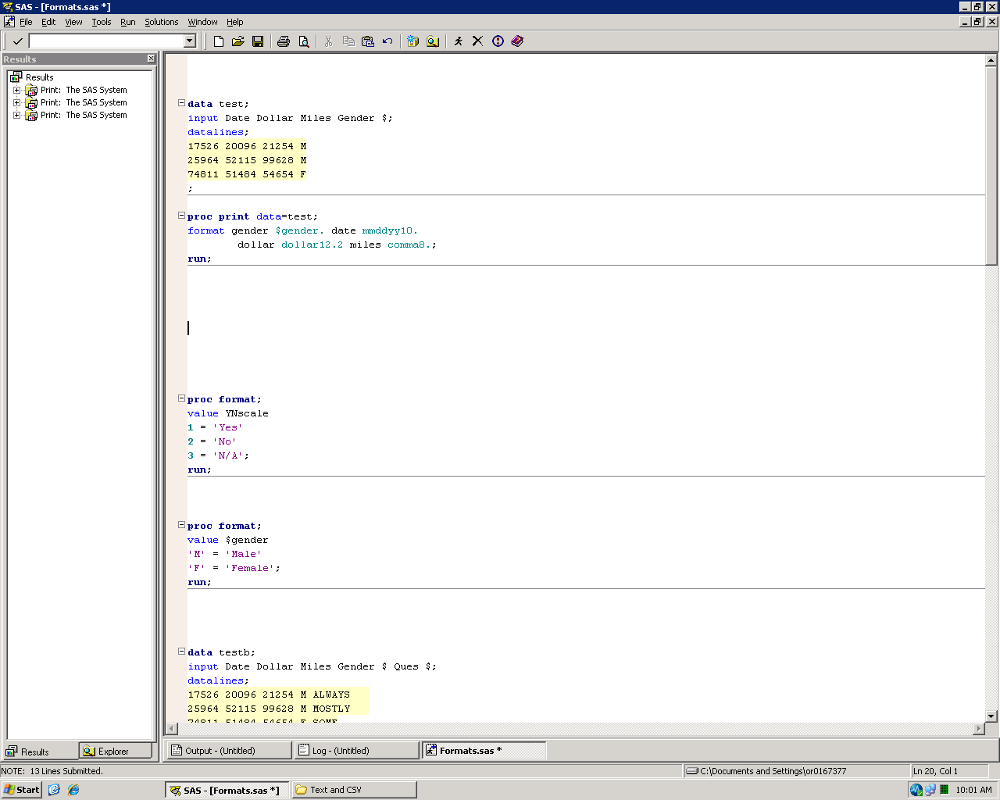 SAS - [Formats.sas *]
File Edit View Tools Run Solutions Window Help
Results
Results
Print: The SAS System
Print: The SAS System
Print: The SAS System
data test;
input Date Dollar Miles Gender $;
datalines;
17526 20096 21254 M
25964 52115 99628 M
74811 51484 54654 F
;
proc print data=test;
format gender $gender. date mmddyy10.
dollar dollar12.2 miles comma8.;
run;
proc format;
value YNscale
1 = 'Yes'
2 = 'No'
3 = 'N/A';
run;
proc format;
value $gender
'M' = 'Male'
'F' = 'Female';
run;
data testb;
input Date Dollar Miles Gender $ Ques $;
datalines;
17526 20096 21254 M ALWAYS
25964 52115 99628 M MOSTLY
74811 51484 54654 F SOME
Results Explorer
Output - (Untitled) Log - (Untitled) Formats.sas *
NOTE: 13 Lines Submitted. C:\Documents and Settings\or0167377 Ln 20, Col 1
Start SAS - [Formats.sas *] Text and CSV 10:01 AM